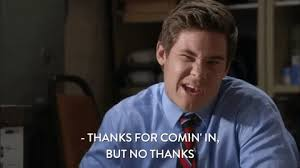 - THANKS FOR COMIN' IN,
BUT NO THANKS